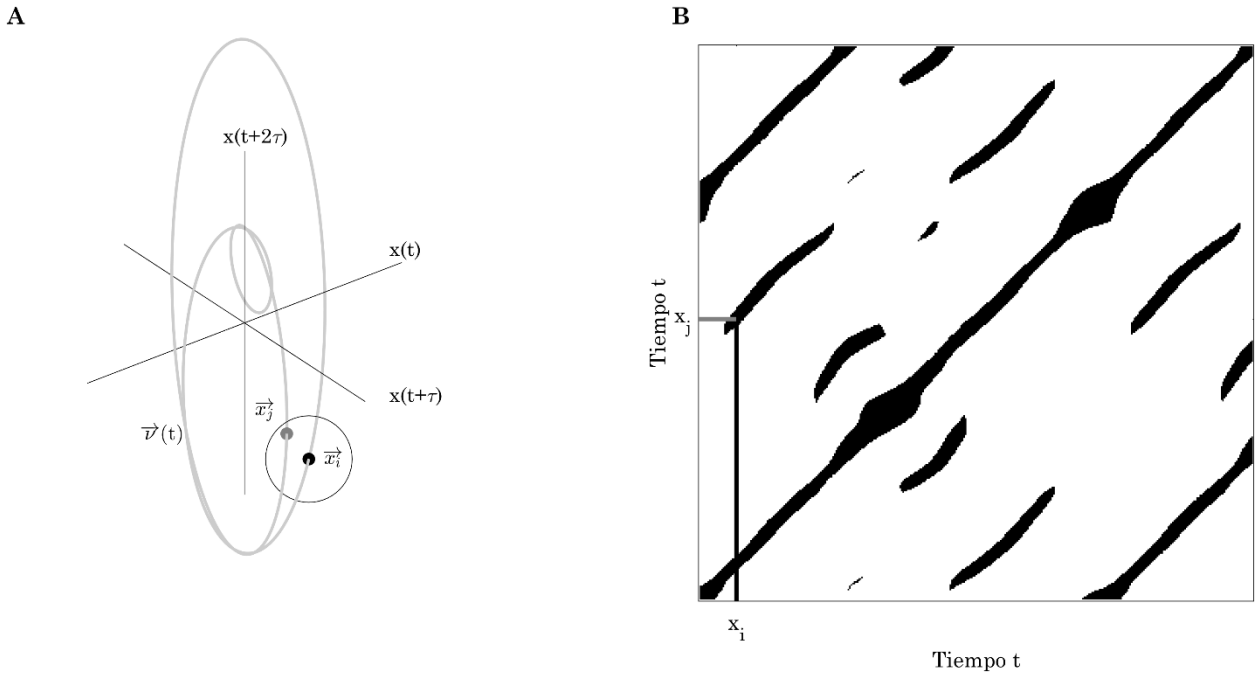 A
x(t+2τ)
x(t)
x(t+τ)
x⃗j
ν⃗(t)
x⃗i
B
Tiempo t
xj
xi
Tiempo t